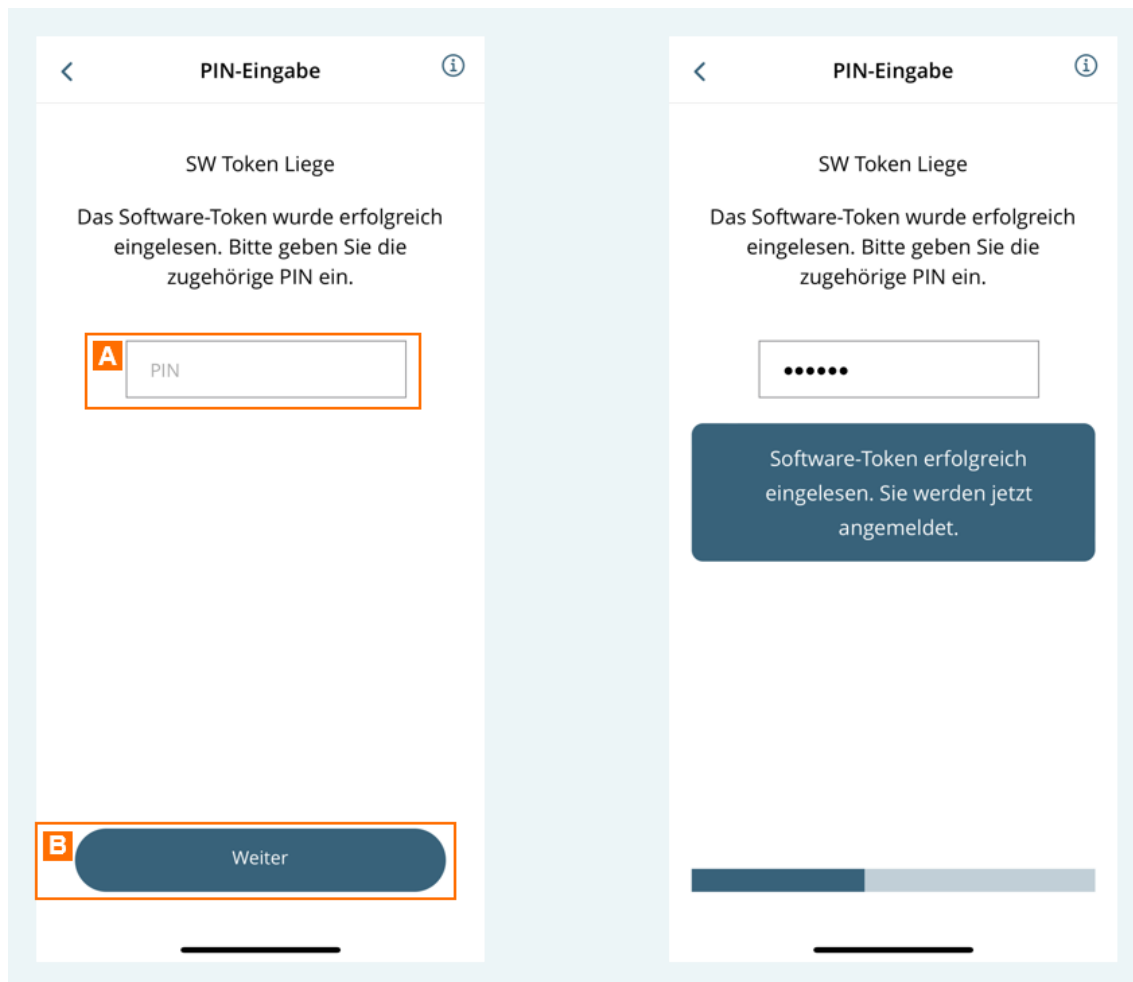 PIN-Eingabe
SW Token Liege
Das Software-Token wurde erfolgreich
eingelesen. Bitte geben Sie die
zugehörige PIN ein.
A
PIN
B
Weiter
PIN-Eingabe
SW Token Liege
Das Software-Token wurde erfolgreich
eingelesen. Bitte geben Sie die
zugehörige PIN ein.
••••••
Software-Token erfolgreich
eingelesen. Sie werden jetzt
angemeldet.